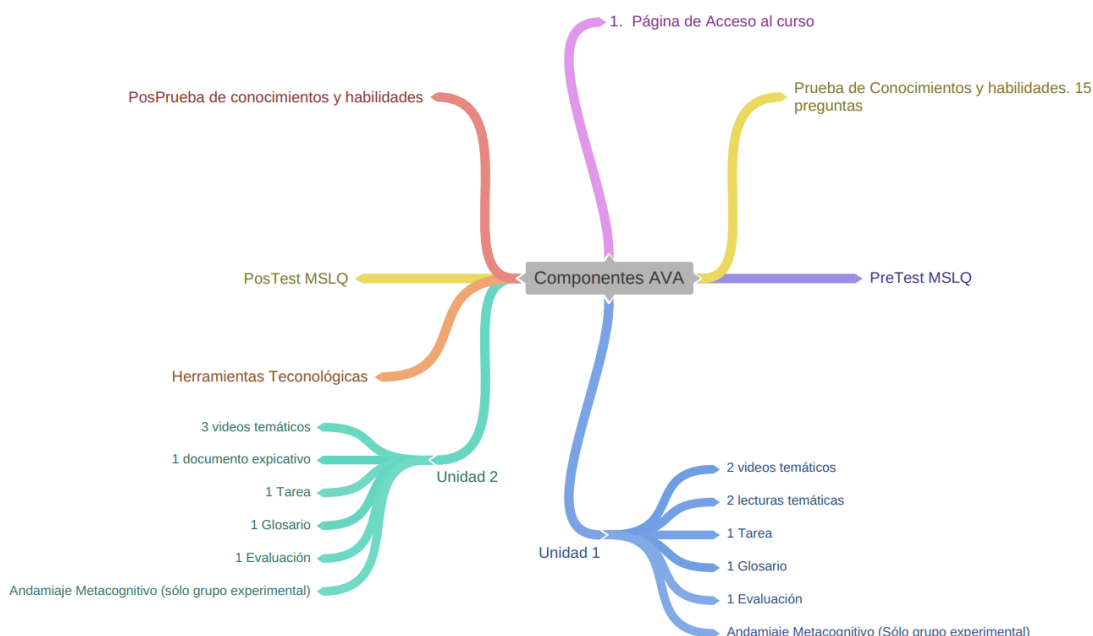 1. Página de Acceso al curso
Prueba de Conocimientos y habilidades. 15
preguntas
PosPrueba de conocimientos y habilidades
Componentes AVA
PreTest MSLQ
PosTest MSLQ
Herramientas Teconológicas
3 videos temáticos
1 documento expicativo
1 Tarea
1 Glosario
1 Evaluación
Andamiaje Metacognitivo (sólo grupo experimental)
Unidad 2
Unidad 1
2 videos temáticos
2 lecturas temáticas
1 Tarea
1 Glosario
1 Evaluación
Andamiaje Metacognitivo (Sólo grupo experimental)